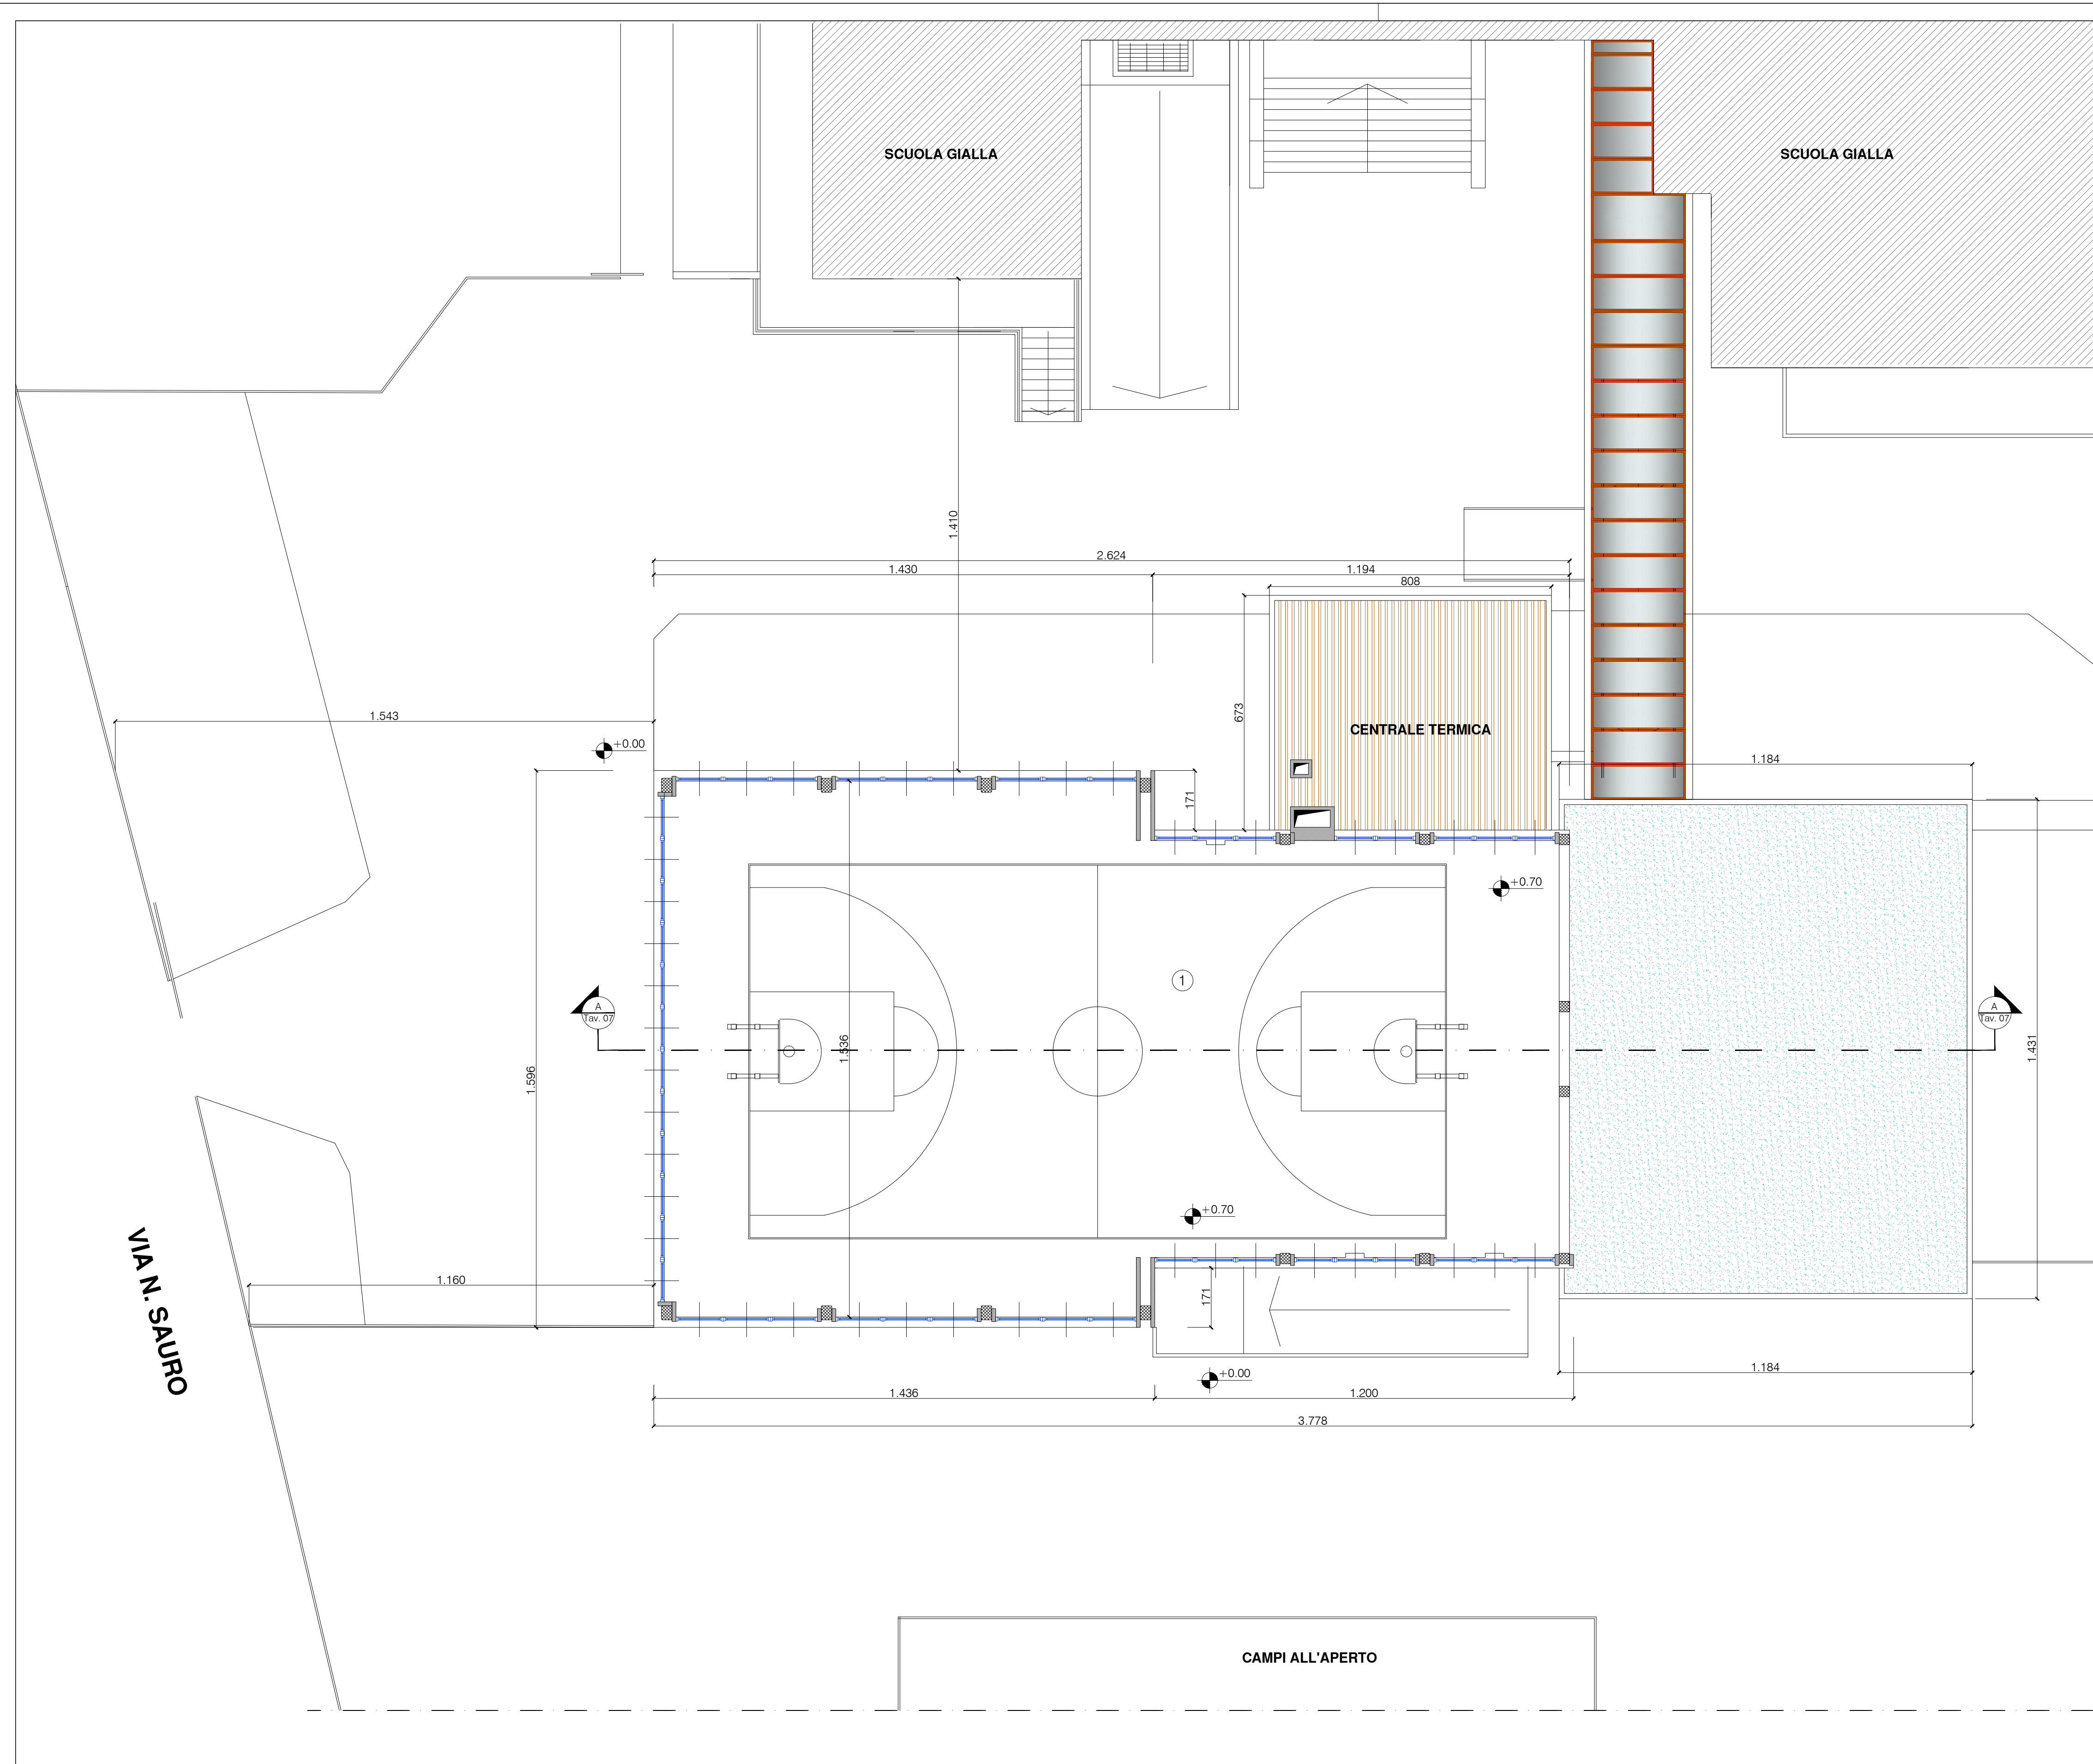 SCUOLA GIALLA
SCUOLA GIALLA
1.410
2.624
1.430
1.194
808
673
CENTRALE TERMICA
1.543
+0.00
1.184
171
+0.70
1
A
Tav. 07
A
Tav. 07
1.536
1.596
1.431
+0.70
VIA N. SAURO
1.160
171
+0.00
1.184
1.436
1.200
3.778
CAMPI ALL'APERTO